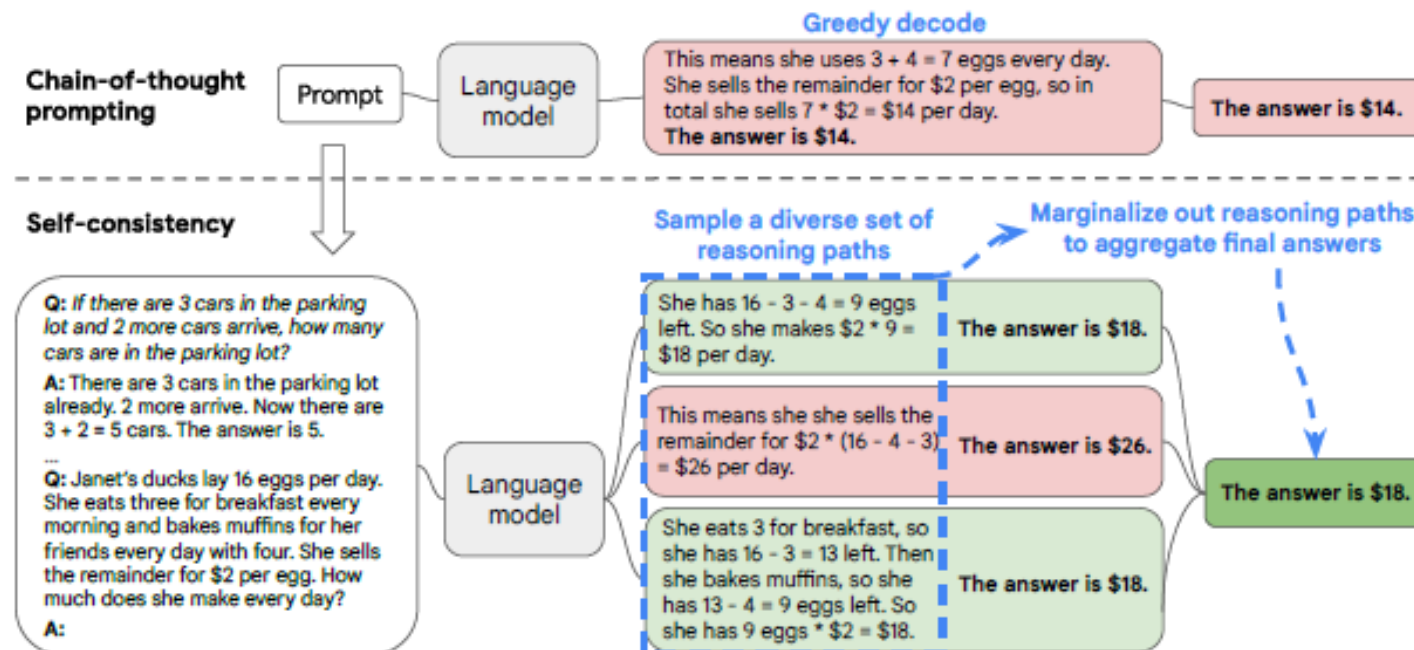 Greedy decode
Chain-of-thought
prompting
Prompt
Language
model
This means she uses 3 + 4 = 7 eggs every day.
She sells the remainder for $2 per egg, so in
total she sells 7 * $2 = $14 per day.
The answer is $14.
The answer is $14.
Self-consistency
Sample a diverse set of
reasoning paths
Marginalize out reasoning paths
to aggregate final answers
Q: If there are 3 cars in the parking
lot and 2 more cars arrive, how many
cars are in the parking lot?
A: There are 3 cars in the parking lot
already. 2 more arrive. Now there are
3 + 2 = 5 cars. The answer is 5.
...
Q: Janet's ducks lay 16 eggs per day.
She eats three for breakfast every
morning and bakes muffins for her
friends every day with four. She sells
the remainder for $2 per egg. How
much does she make every day?
A:
Language
model
She has 16 - 3 - 4 = 9 eggs
left. So she makes $2 * 9 =
$18 per day.
The answer is $18.
This means she she sells the
remainder for $2 * (16 - 4 - 3)
= $26 per day.
The answer is $26.
She eats 3 for breakfast, so
she has 16 - 3 = 13 left. Then
she bakes muffins, so she
has 13 - 4 = 9 eggs left. So
she has 9 eggs * $2 = $18.
The answer is $18.
The answer is $18.